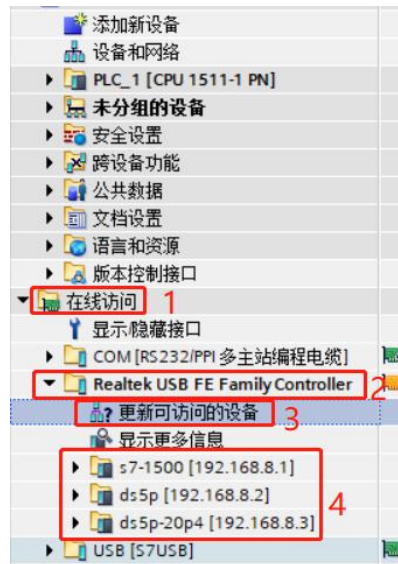 添加新设备
设备和网络
PLC_1 [CPU 1511-1 PN]
未分组的设备
安全设置
跨设备功能
公共数据
文档设置
语言和资源
版本控制接口
在线访问 1
显示/隐藏接口
COM [RS232/PPI 多主站编程电缆]
Realtek USB FE Family Controller 2
更新可访问的设备 3
显示更多信息
s7-1500 [192.168.8.1]
ds5p [192.168.8.2] 4
ds5p-20p4 [192.168.8.3]
USB [S7USB]